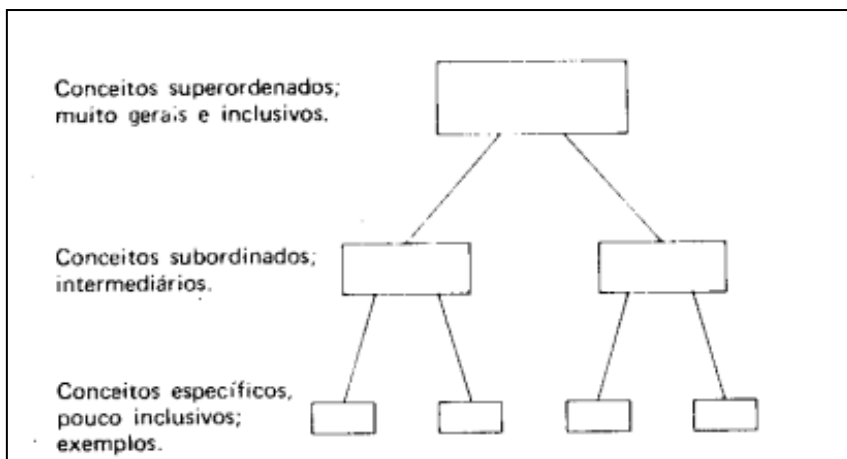 Conceitos superordenados;
muito gerais e inclusivos.
Conceitos subordinados;
intermediários.
Conceitos específicos,
pouco inclusivos;
exemplos.